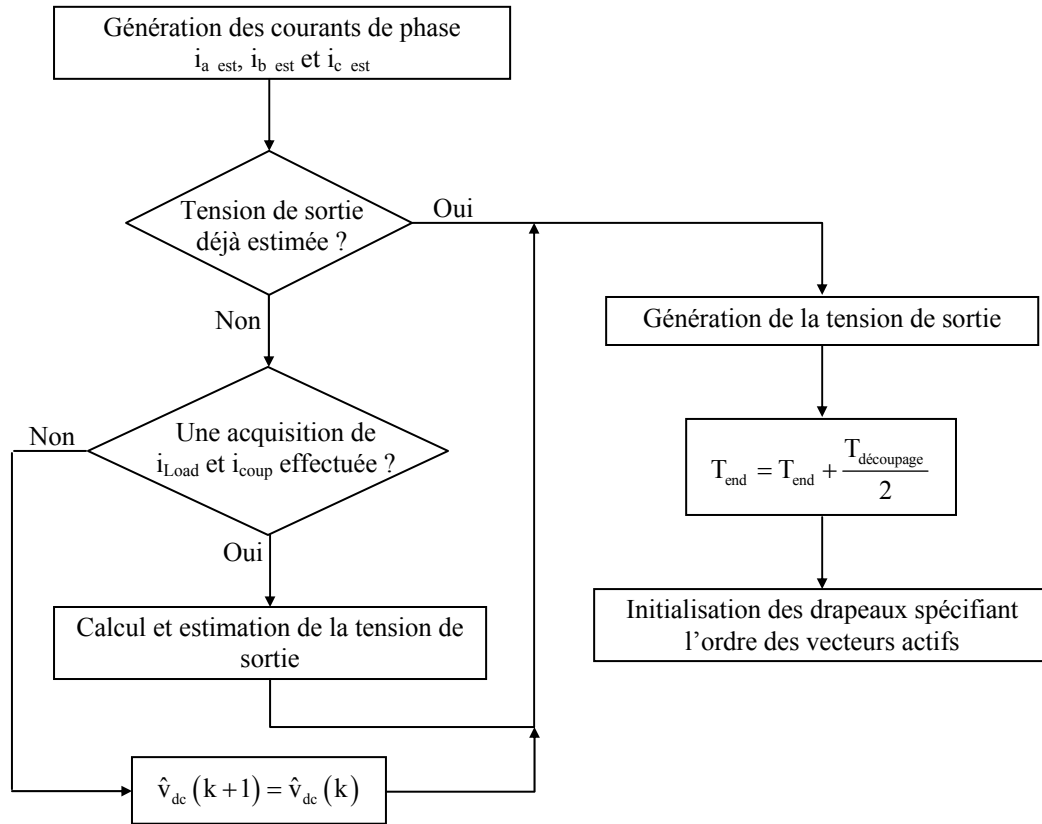 Génération des courants de phase
i_a est, i_b est et i_c est
Tension de sortie
déjà estimée ?
Oui
Non
Génération de la tension de sortie
Une acquisition de
i_Load et i_coup effectuée ?
Non
T_end = T_end + T_découpage / 2
Oui
Calcul et estimation de la tension de
sortie
Initialisation des drapeaux spécifiant
l’ordre des vecteurs actifs
v̂_dc (k+1) = v̂_dc (k)